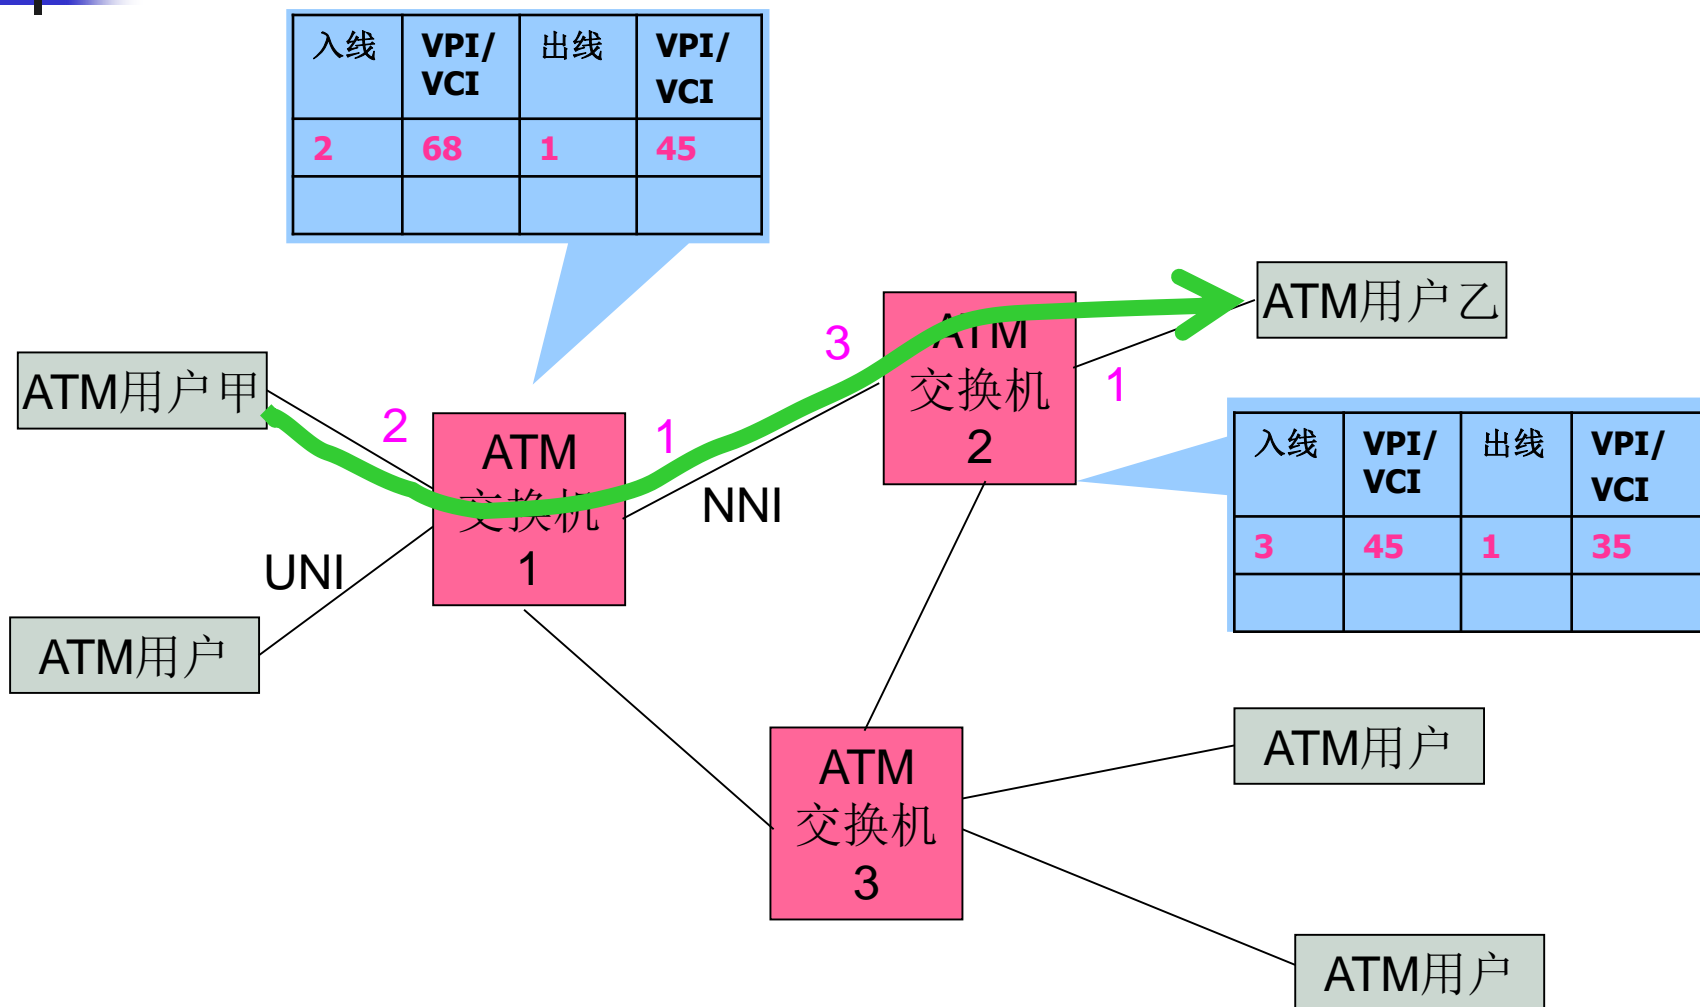 入线 VPI/ VCI 出线 VPI/ VCI
2 68 1 45
ATM用户乙
3
ATM 交换机 2
1
ATM用户甲
2
1
ATM 交换机 1
NNI
入线 VPI/ VCI 出线 VPI/ VCI
3 45 1 35
UNI
ATM用户
ATM 交换机 3
ATM用户
ATM用户